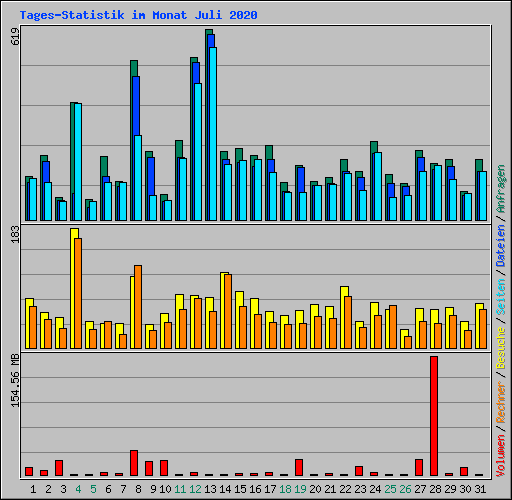 Tages-Statistik im Monat Juli 2020
619
183
154.56 MB
Volumen / Rechner / Besuche / Seiten / Dateien / Anfragen
1 2 3 4 5 6 7 8 9 10 11 12 13 14 15 16 17 18 19 20 21 22 23 24 25 26 27 28 29 30 31